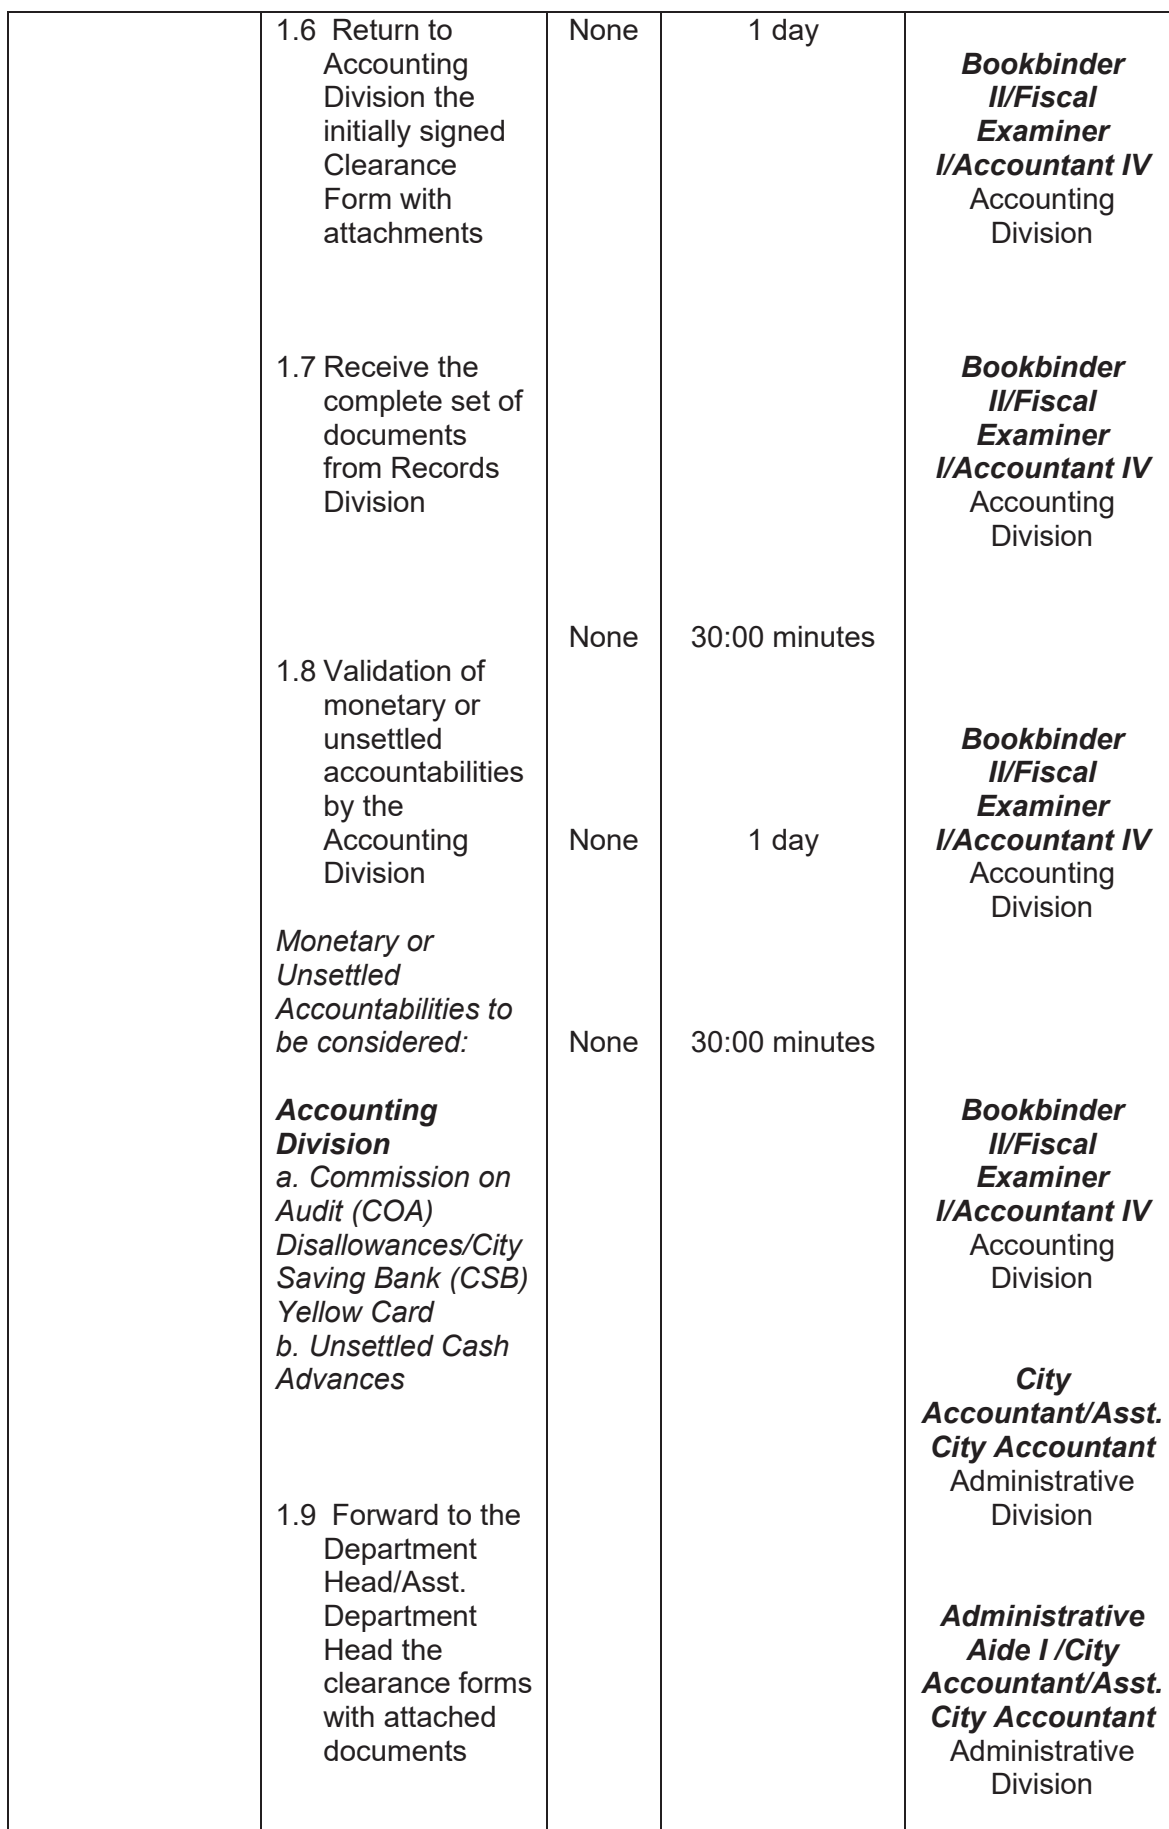 1.6 Return to
Accounting
Division the
initially signed
Clearance
Form with
attachments
1.7 Receive the
complete set of
documents
from Records
Division
1.8 Validation of
monetary or
unsettled
accountabilities
by the
Accounting
Division
Monetary or
Unsettled
Accountabilities to
be considered:
Accounting
Division
a. Commission on
Audit (COA)
Disallowances/City
Saving Bank (CSB)
Yellow Card
b. Unsettled Cash
Advances
1.9 Forward to the
Department
Head/Asst.
Department
Head the
clearance forms
with attached
documents
None
None
None
None
1 day
30:00 minutes
1 day
30:00 minutes
Bookbinder
II/Fiscal
Examiner
I/Accountant IV
Accounting
Division
Bookbinder
II/Fiscal
Examiner
I/Accountant IV
Accounting
Division
Bookbinder
II/Fiscal
Examiner
I/Accountant IV
Accounting
Division
Bookbinder
II/Fiscal
Examiner
I/Accountant IV
Accounting
Division
City
Accountant/Asst.
City Accountant
Administrative
Division
Administrative
Aide I /City
Accountant/Asst.
City Accountant
Administrative
Division